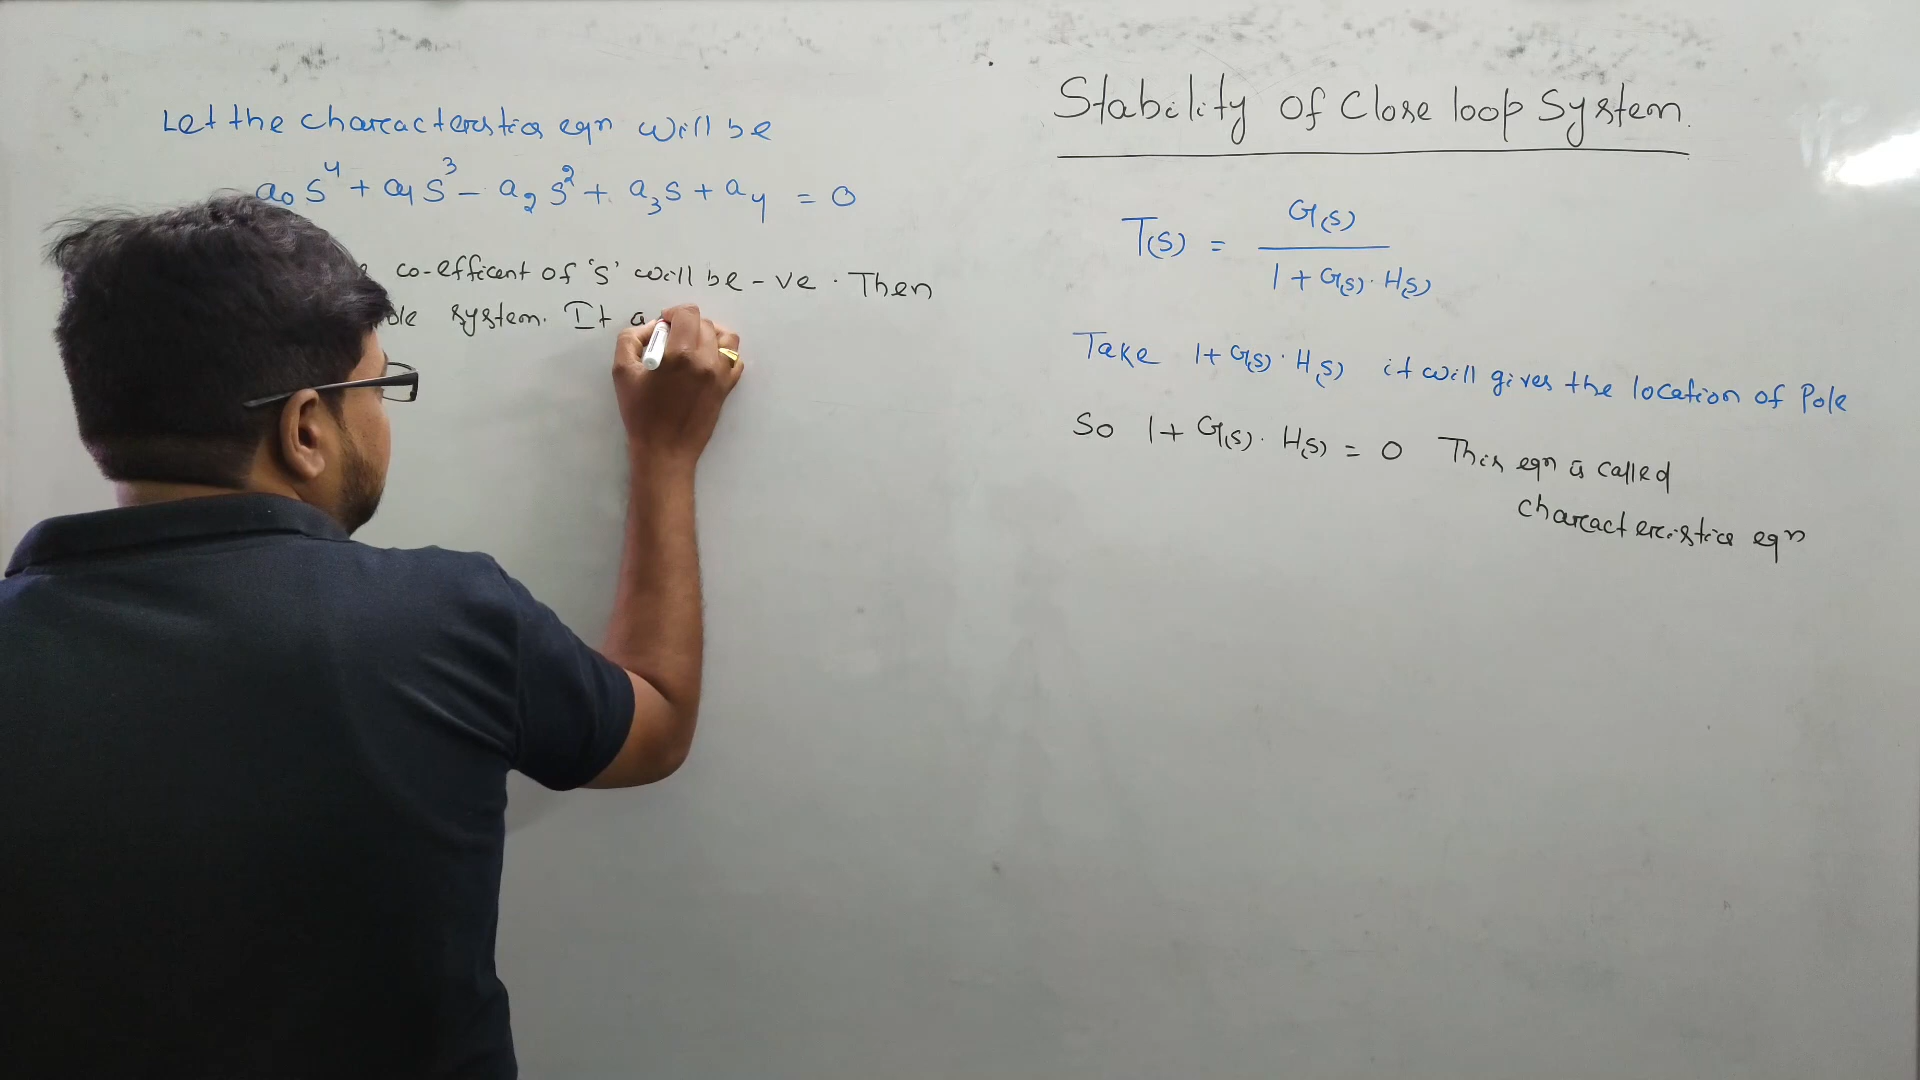 Let the characteristics eqn will be
a₀s⁴ + a₁s³ - a₂s² + a₃s + a₄ = 0
co-efficent of 's' will be -ve. Then
system. It
Stability of Close loop System.
T(s) = G(s) / 1 + G(s) · H(s)
Take 1 + G(s) · H(s) it will gives the location of Pole
So 1 + G(s) · H(s) = 0 This eqn is called
characteristics eqn